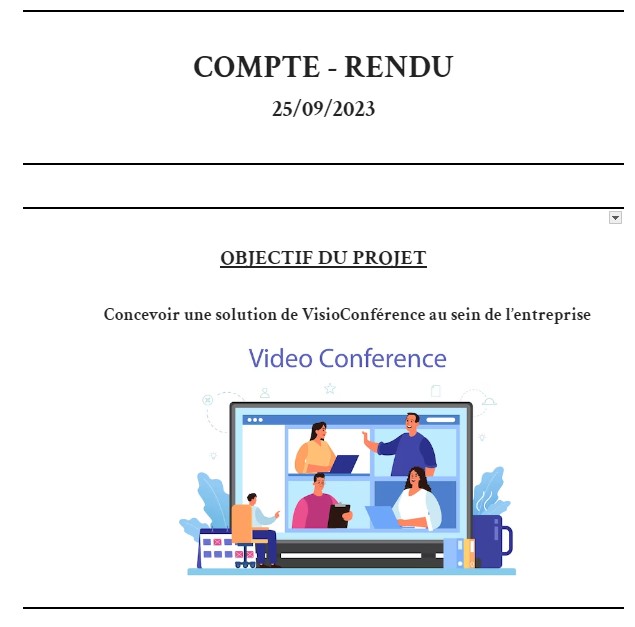 COMPTE - RENDU
25/09/2023
OBJECTIF DU PROJET
Concevoir une solution de VisioConférence au sein de l'entreprise
Video Conference